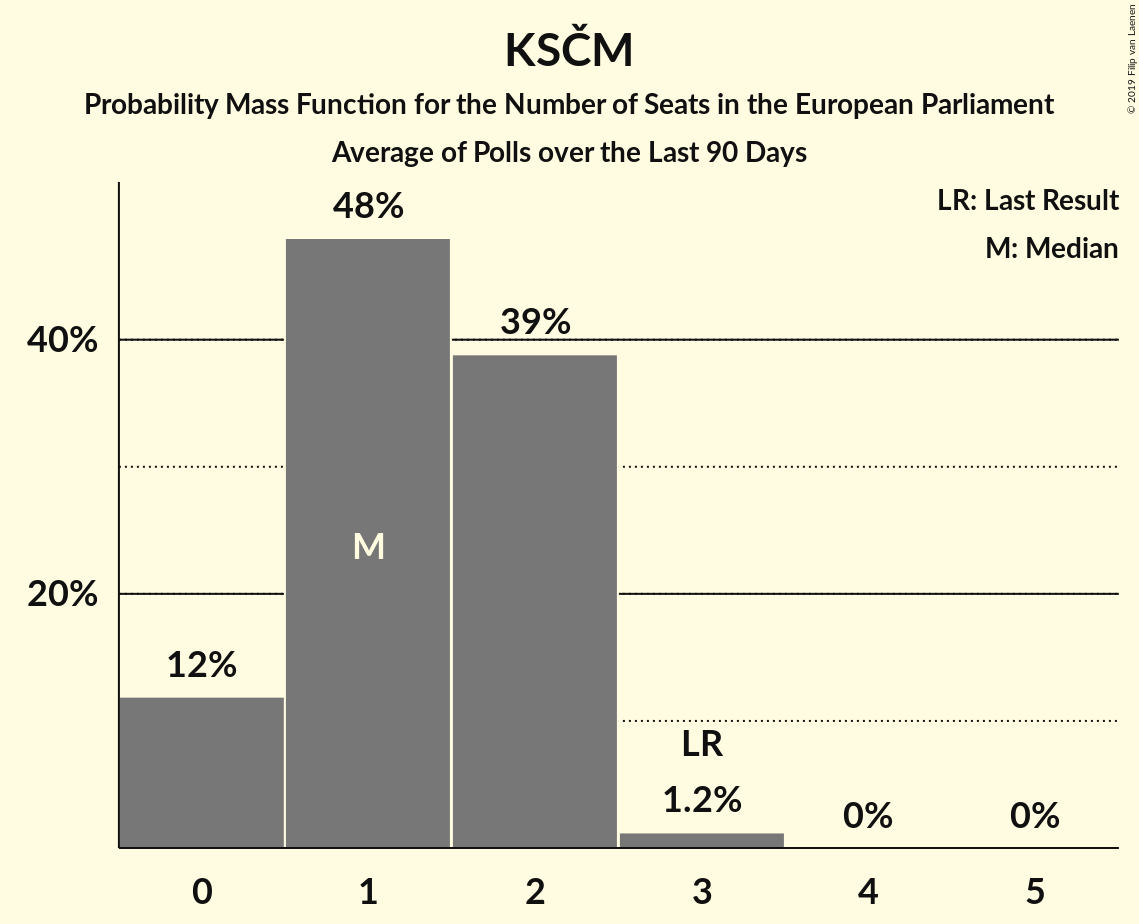 KSČM
Probability Mass Function for the Number of Seats in the European Parliament
Average of Polls over the Last 90 Days
© 2019 Filip van Laenen
LR: Last Result
M: Median
48%
39%
40%
M
20%
12%
LR
1.2%
0%
0%
0
1
2
3
4
5